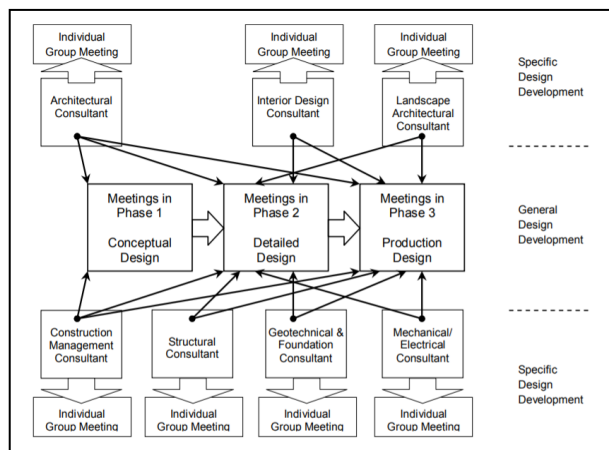 Individual
Group Meeting
Individual
Group Meeting
Individual
Group Meeting
Specific
Design
Development
Architectural
Consultant
Interior Design
Consultant
Landscape
Architectural
Consultant
Meetings in
Phase 1
Conceptual
Design
Meetings in
Phase 2
Detailed
Design
Meetings in
Phase 3
Production
Design
General
Design
Development
Construction
Management
Consultant
Structural
Consultant
Geotechnical &
Foundation
Consultant
Mechanical/
Electrical
Consultant
Specific
Design
Development
Individual
Group Meeting
Individual
Group Meeting
Individual
Group Meeting
Individual
Group Meeting